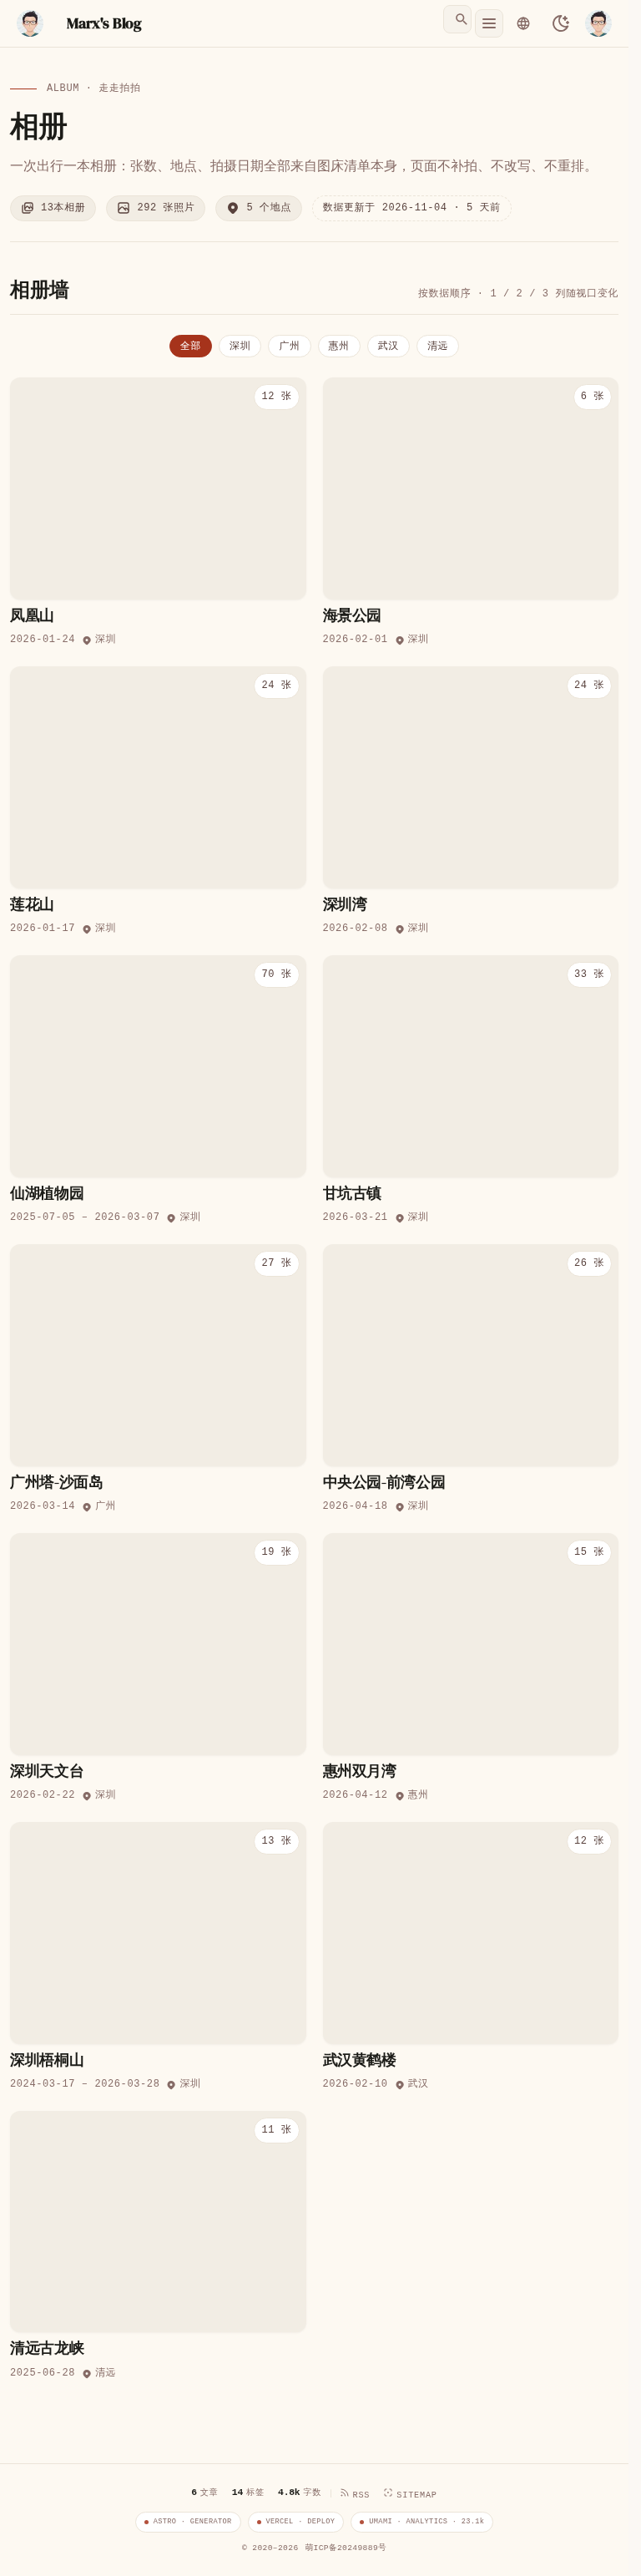 Marx's Blog
ALBUM · 走走拍拍
相册
一次出行一本相册：张数、地点、拍摄日期全部来自图床清单本身，页面不补拍、不改写、不重排。
13本相册 292 张照片 5 个地点 数据更新于 2026-11-04 · 5 天前
相册墙
按数据顺序 · 1 / 2 / 3 列随视口变化
全部 深圳 广州 惠州 武汉 清远
12 张
凤凰山
2026-01-24 深圳
6 张
海景公园
2026-02-01 深圳
24 张
莲花山
2026-01-17 深圳
24 张
深圳湾
2026-02-08 深圳
70 张
仙湖植物园
2025-07-05 – 2026-03-07 深圳
33 张
甘坑古镇
2026-03-21 深圳
27 张
广州塔-沙面岛
2026-03-14 广州
26 张
中央公园-前湾公园
2026-04-18 深圳
19 张
深圳天文台
2026-02-22 深圳
15 张
惠州双月湾
2026-04-12 惠州
13 张
深圳梧桐山
2024-03-17 – 2026-03-28 深圳
12 张
武汉黄鹤楼
2026-02-10 武汉
11 张
清远古龙峡
2025-06-28 清远
6 文章 14 标签 4.8k 字数 RSS SITEMAP
ASTRO · GENERATOR VERCEL · DEPLOY UMAMI · ANALYTICS · 23.1k
© 2020–2026 萌ICP备20249889号